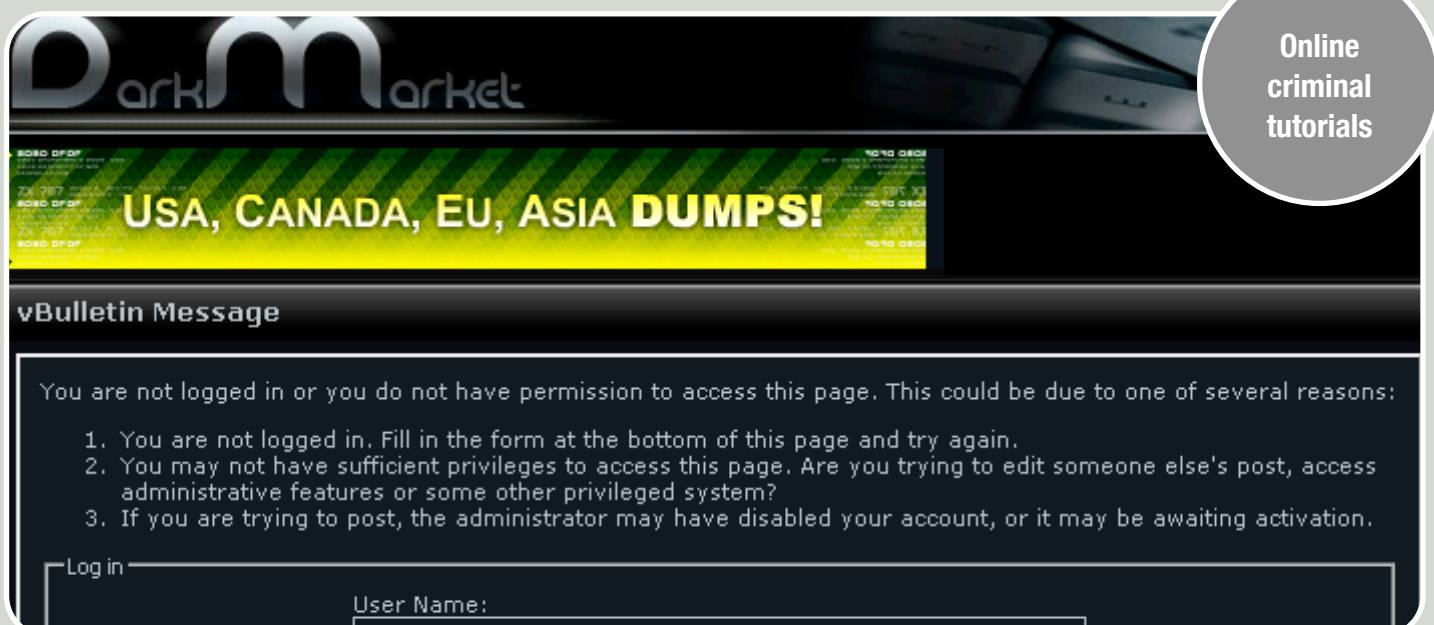 DarkMarket
Online
criminal
tutorials
USA, CANADA, EU, ASIA DUMPS!
vBulletin Message
You are not logged in or you do not have permission to access this page. This could be due to one of several reasons:
1. You are not logged in. Fill in the form at the bottom of this page and try again.
2. You may not have sufficient privileges to access this page. Are you trying to edit someone else's post, access
administrative features or some other privileged system?
3. If you are trying to post, the administrator may have disabled your account, or it may be awaiting activation.
Log in
User Name: